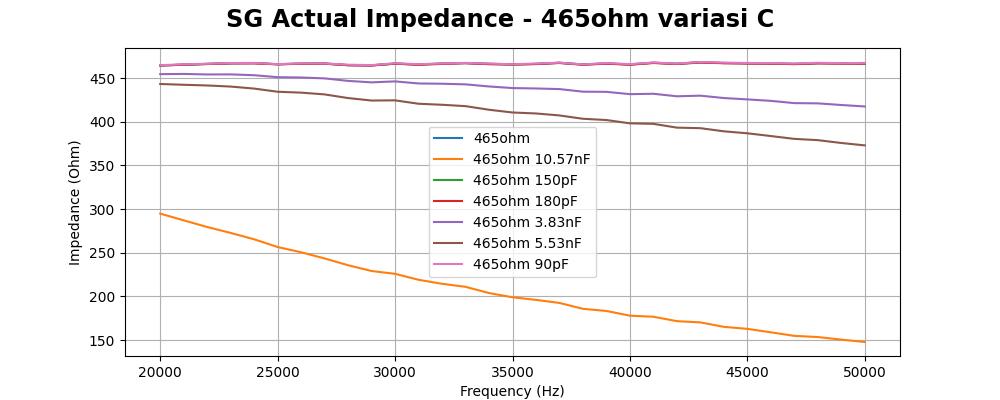 SG Actual Impedance - 465ohm variasi C
Impedance (Ohm)
450
400
350
300
250
200
150
465ohm
465ohm 10.57nF
465ohm 150pF
465ohm 180pF
465ohm 3.83nF
465ohm 5.53nF
465ohm 90pF
20000 25000 30000 35000 40000 45000 50000
Frequency (Hz)